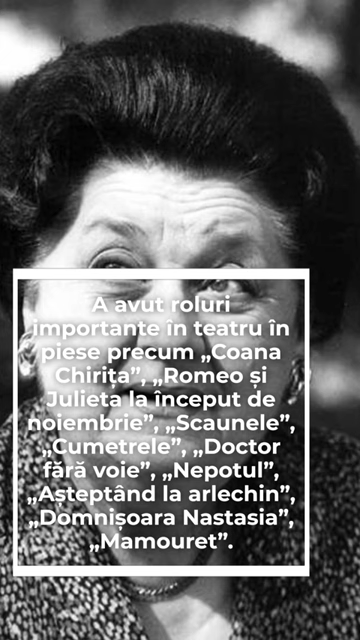 A avut roluri
importante în teatru în
piese precum „Coana
Chirița”, „Romeo și
Julieta la început de
noiembrie”, „Scaunele”,
„Cumetrele”, „Doctor
fără voie”, „Nepotul”,
„Asteptând la arlechin”,
„Domnișoara Nastasia”,
„Mamouret”.